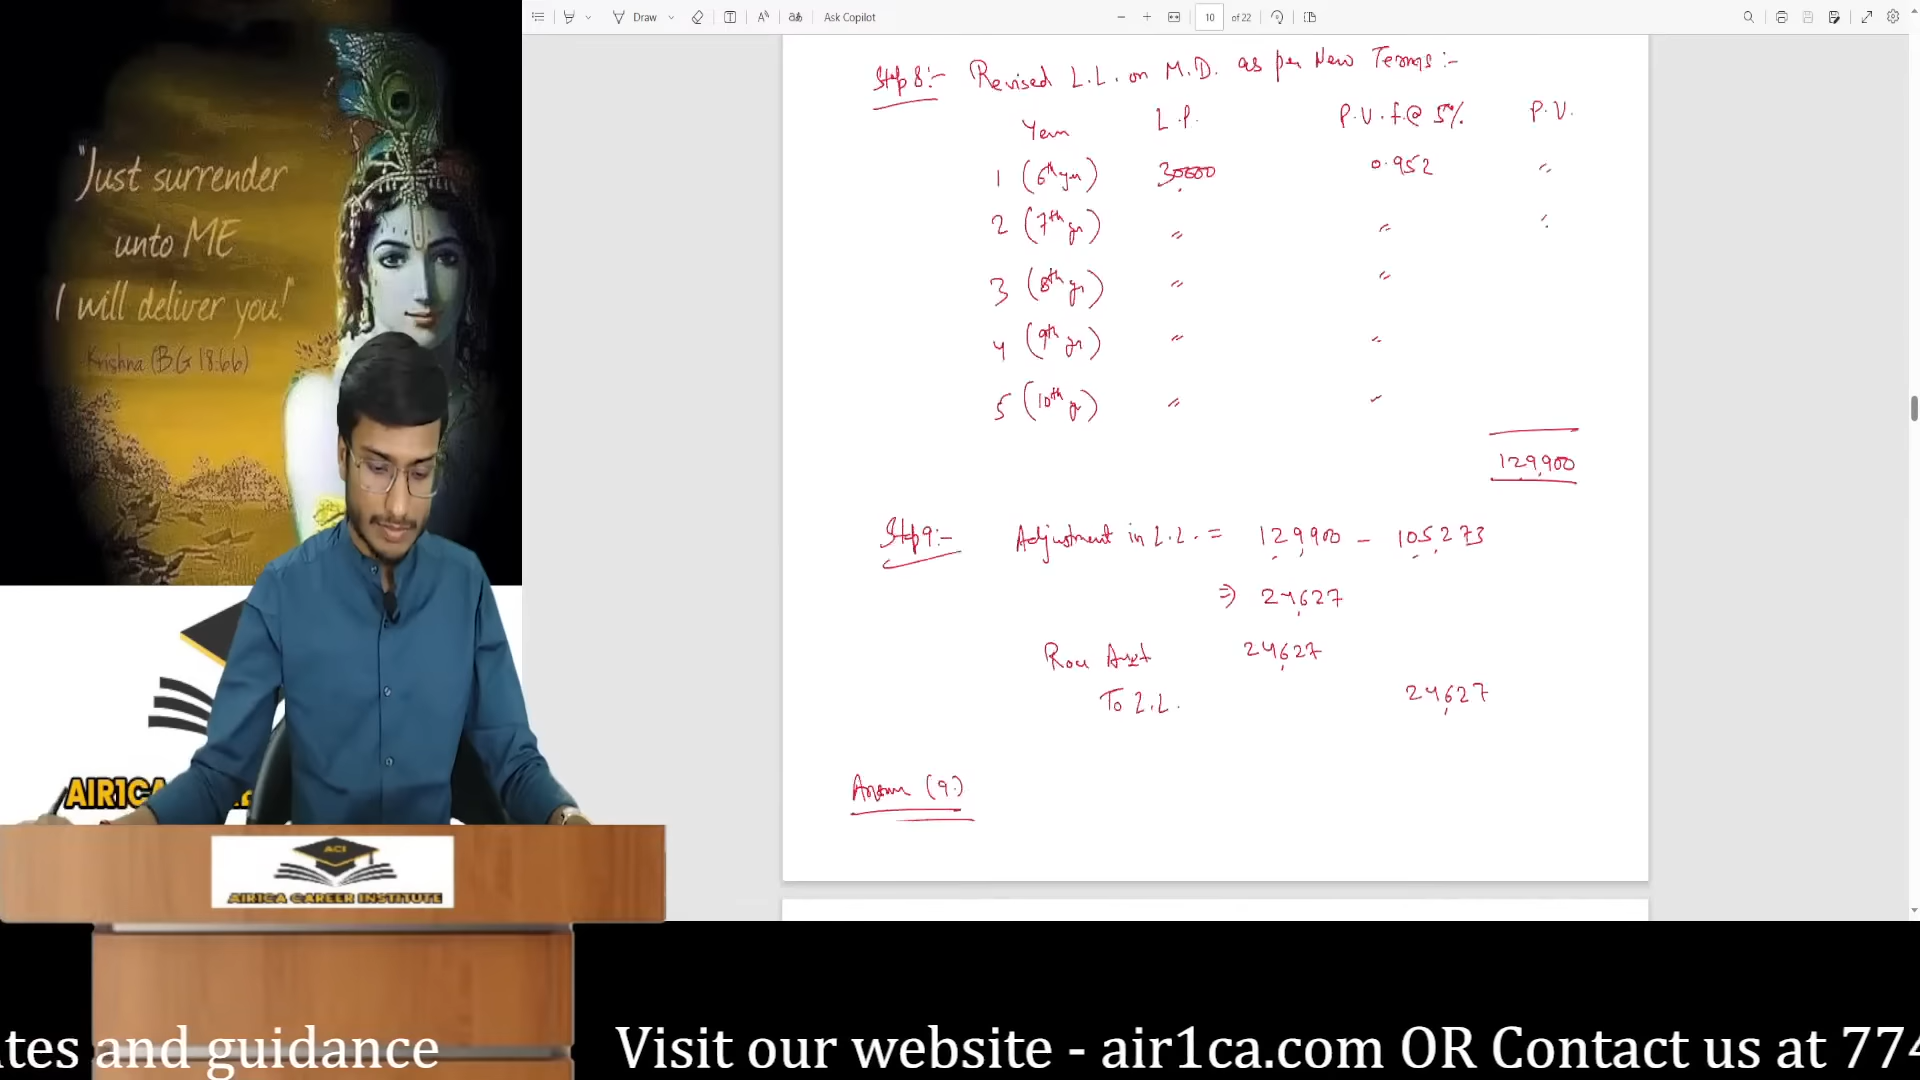 "Just surrender
unto ME
I will deliver you!"
Krishna (B.G 18:66)
AIR1CA
ACI
AIR1CA CAREER INSTITUTE
Draw
Ask Copilot
10 of 22
Step 8:- Revised L.L. on M.D. as per New Terms :-
Year L.P. P.V.f.@ 5% P.V.
1 (6th yr) 30000 0.952 〃
2 (7th yr) 〃 〃 〃
3 (8th yr) 〃 〃
4 (9th yr) 〃 〃
5 (10th yr) 〃 〃
129,900
Step 9:- Adjustment in L.L. = 129,900 - 105,273
⇒ 24,627
Rou Asset 24,627
To L.L. 24,627
Answer (9.)
tes and guidance Visit our website - air1ca.com OR Contact us at 774